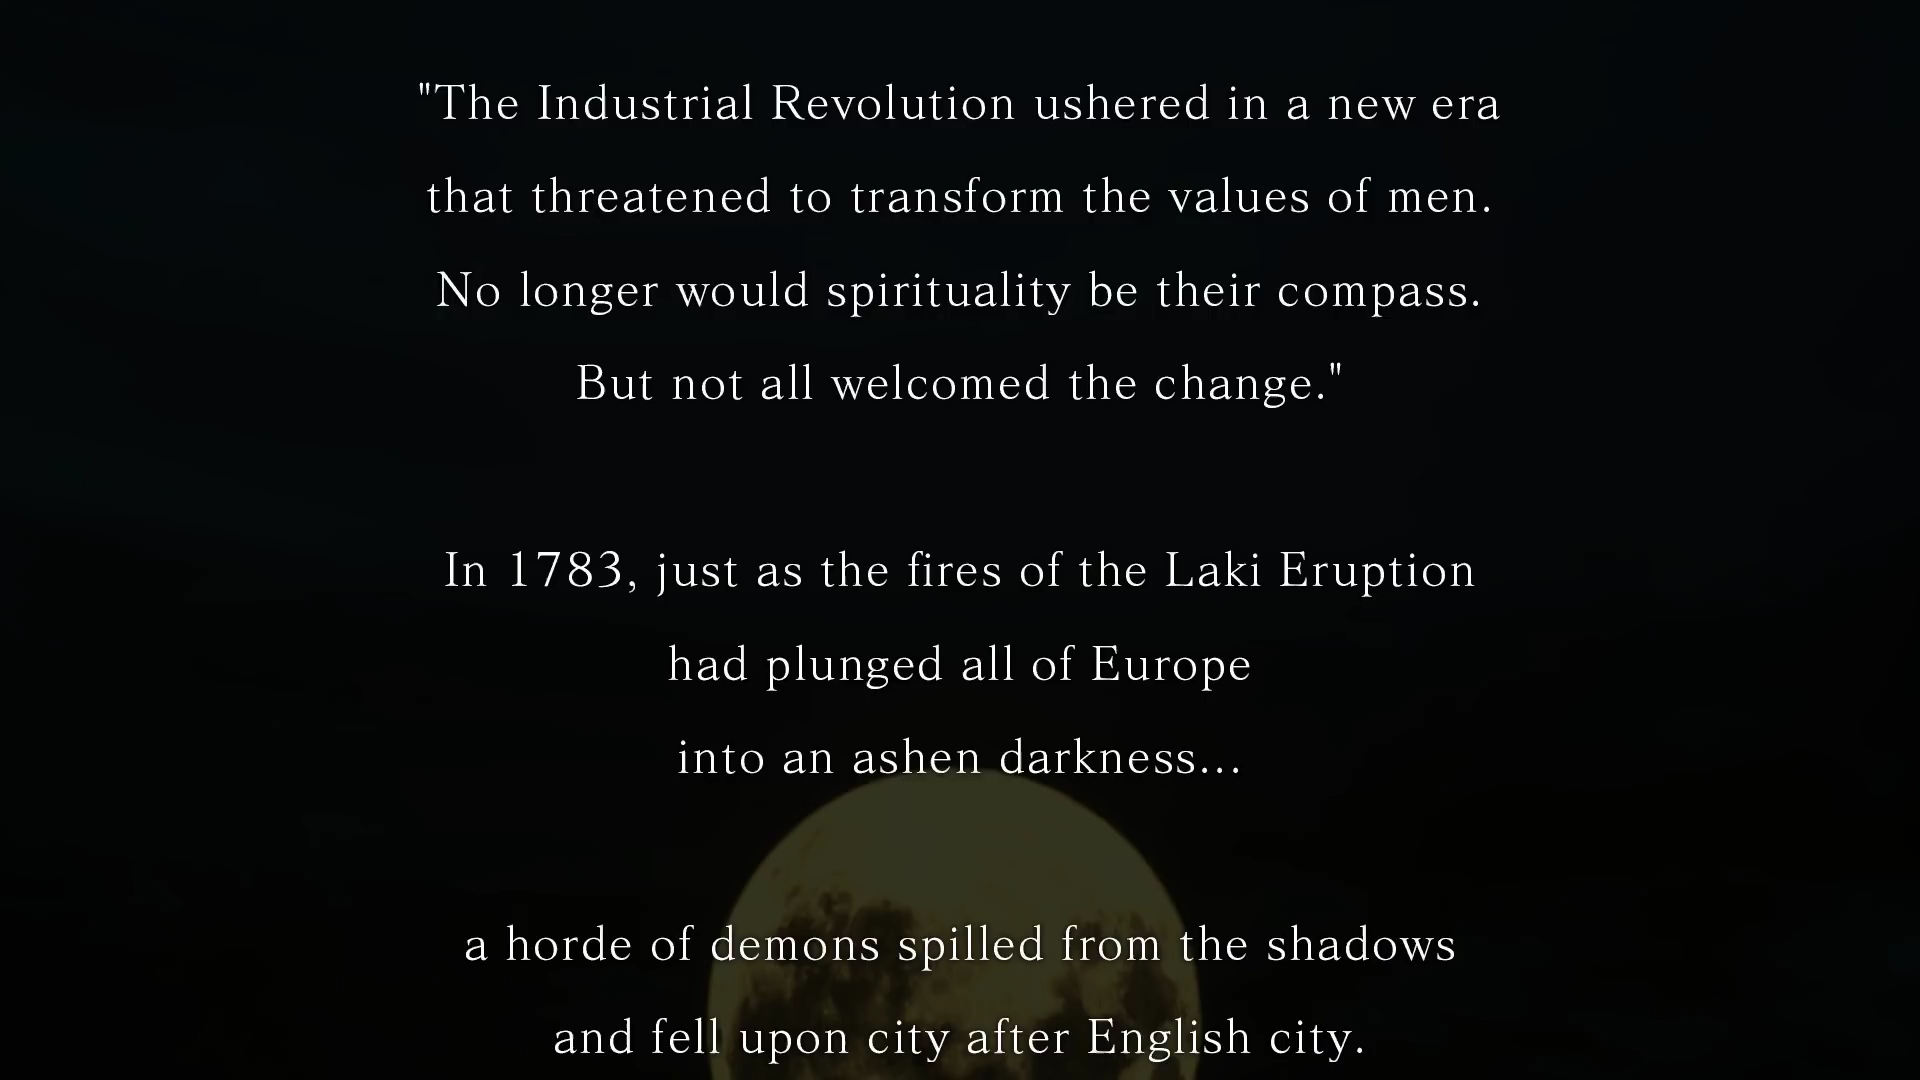 "The Industrial Revolution ushered in a new era
that threatened to transform the values of men.
No longer would spirituality be their compass.
But not all welcomed the change."
In 1783, just as the fires of the Laki Eruption
had plunged all of Europe
into an ashen darkness...
a horde of demons spilled from the shadows
and fell upon city after English city.